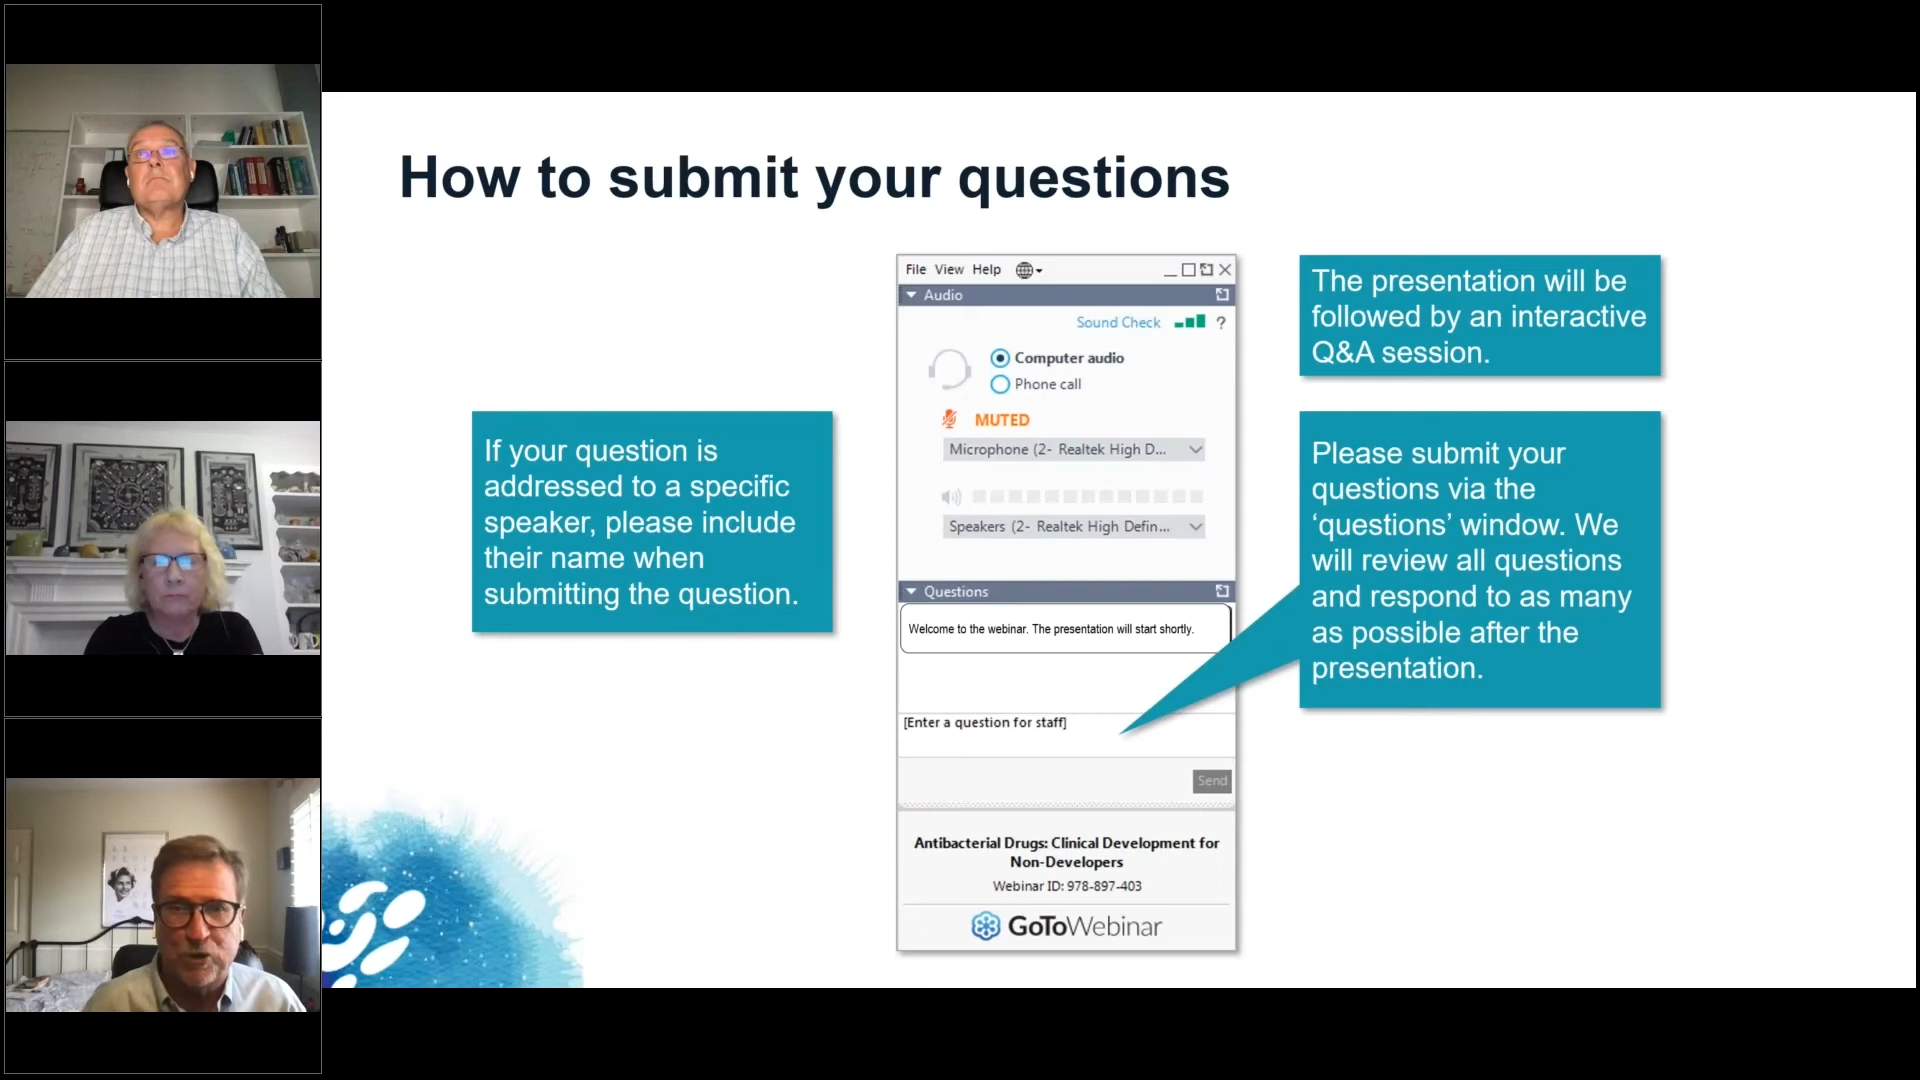 How to submit your questions
If your question is
addressed to a specific
speaker, please include
their name when
submitting the question.
File View Help
Audio
Sound Check ?
Computer audio
Phone call
MUTED
Microphone (2- Realtek High D...
Speakers (2- Realtek High Defin...
Questions
Welcome to the webinar. The presentation will start shortly.
[Enter a question for staff]
Send
Antibacterial Drugs: Clinical Development for
Non-Developers
Webinar ID: 978-897-403
GoToWebinar
The presentation will be
followed by an interactive
Q&A session.
Please submit your
questions via the
‘questions’ window. We
will review all questions
and respond to as many
as possible after the
presentation.